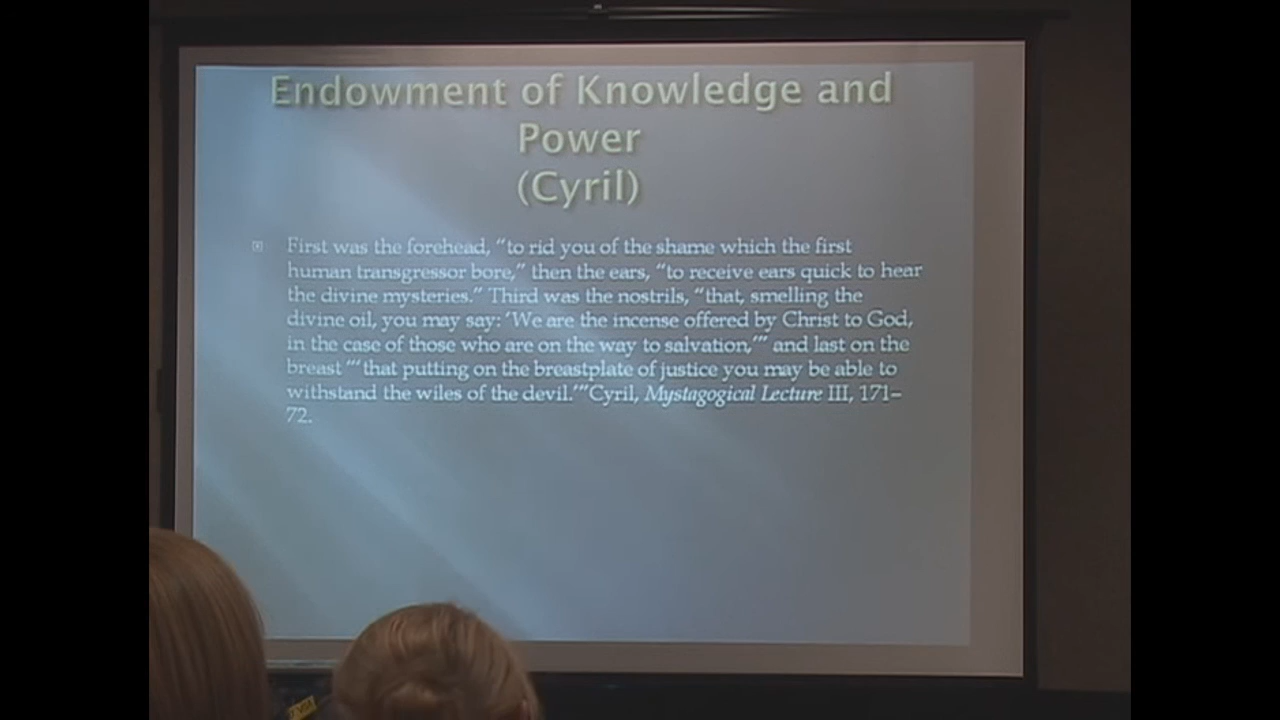 Endowment of Knowledge and
Power
(Cyril)
First was the forehead, “to rid you of the shame which the first
human transgressor bore,” then the ears, “to receive ears quick to hear
the divine mysteries.” Third was the nostrils, “that, smelling the
divine oil, you may say: ‘We are the incense offered by Christ to God,
in the case of those who are on the way to salvation,’” and last on the
breast “‘that putting on the breastplate of justice you may be able to
withstand the wiles of the devil.’”Cyril, Mystagogical Lecture III, 171–
72.